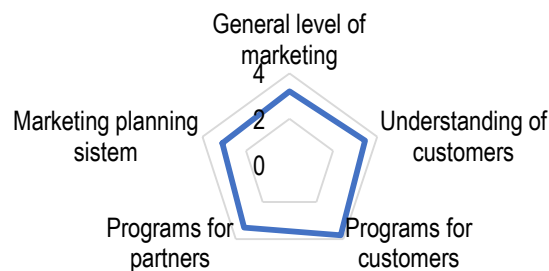 General level of
marketing
4
2
0
Understanding of
customers
Programs for
customers
Programs for
partners
Marketing planning
sistem